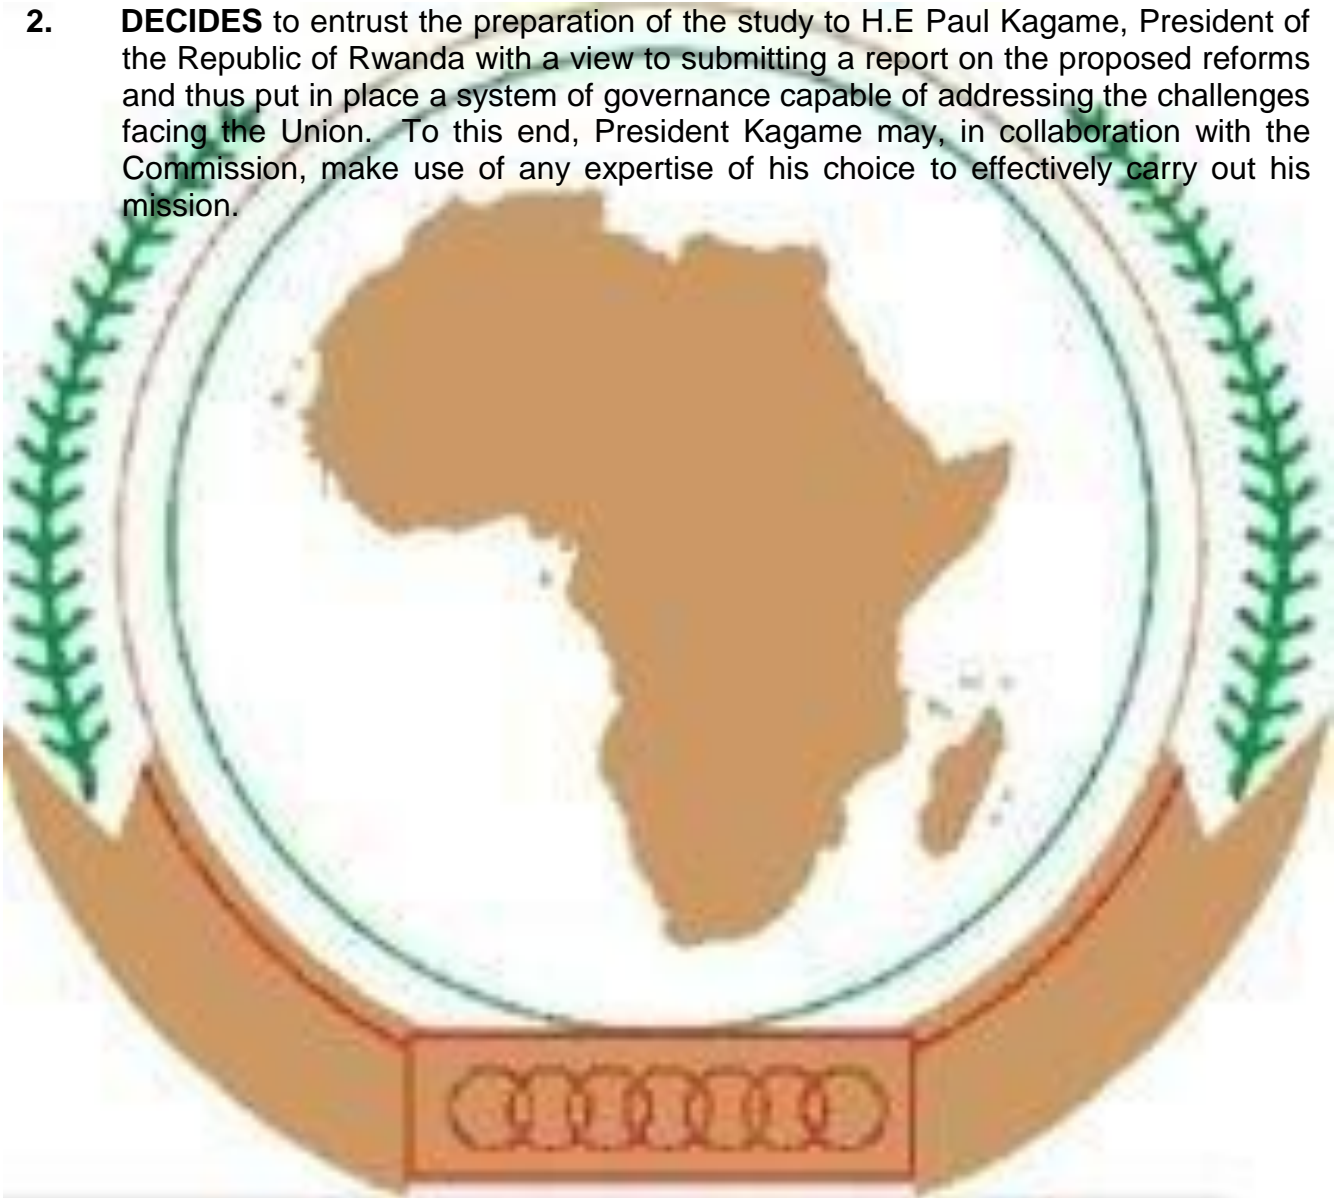 2. DECIDES to entrust the preparation of the study to H.E Paul Kagame, President of
the Republic of Rwanda with a view to submitting a report on the proposed reforms
and thus put in place a system of governance capable of addressing the challenges
facing the Union. To this end, President Kagame may, in collaboration with the
Commission, make use of any expertise of his choice to effectively carry out his
mission.